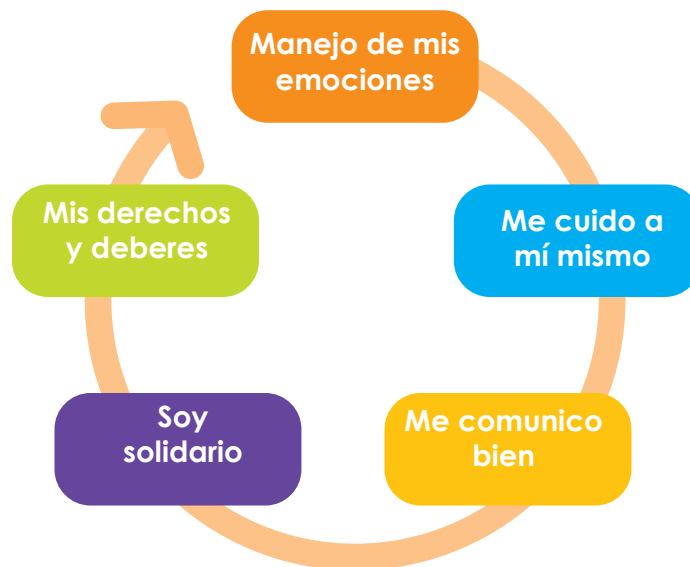 Manejo de mis
emociones
Me cuido a
mí mismo
Me comunico
bien
Soy
solidario
Mis derechos
y deberes